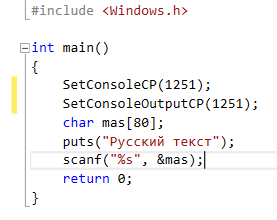 #include <Windows.h>
int main()
{
SetConsoleCP(1251);
SetConsoleOutputCP(1251);
char mas[80];
puts("Русский текст");
scanf("%s", &mas);
return 0;
}